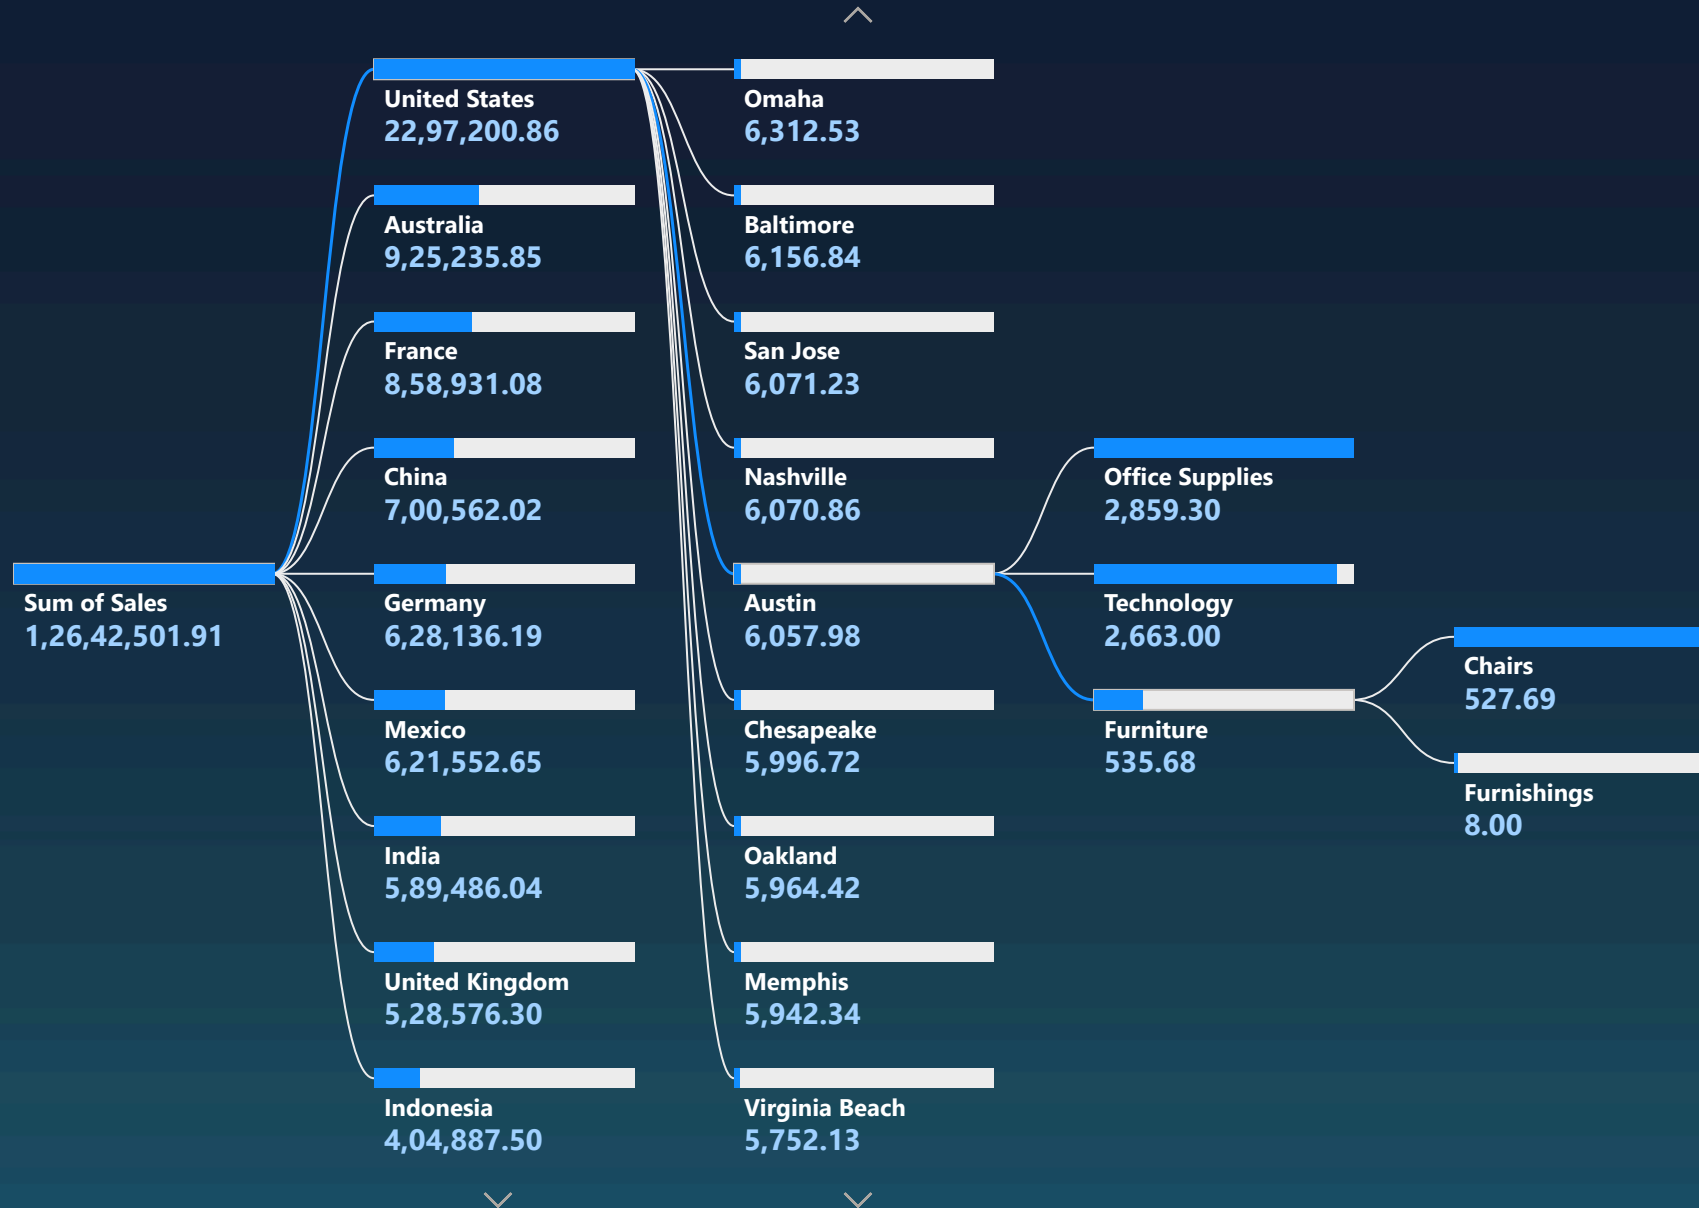 Sum of Sales
1,26,42,501.91
United States
22,97,200.86
Australia
9,25,235.85
France
8,58,931.08
China
7,00,562.02
Germany
6,28,136.19
Mexico
6,21,552.65
India
5,89,486.04
United Kingdom
5,28,576.30
Indonesia
4,04,887.50
Omaha
6,312.53
Baltimore
6,156.84
San Jose
6,071.23
Nashville
6,070.86
Austin
6,057.98
Chesapeake
5,996.72
Oakland
5,964.42
Memphis
5,942.34
Virginia Beach
5,752.13
Office Supplies
2,859.30
Technology
2,663.00
Furniture
535.68
Chairs
527.69
Furnishings
8.00